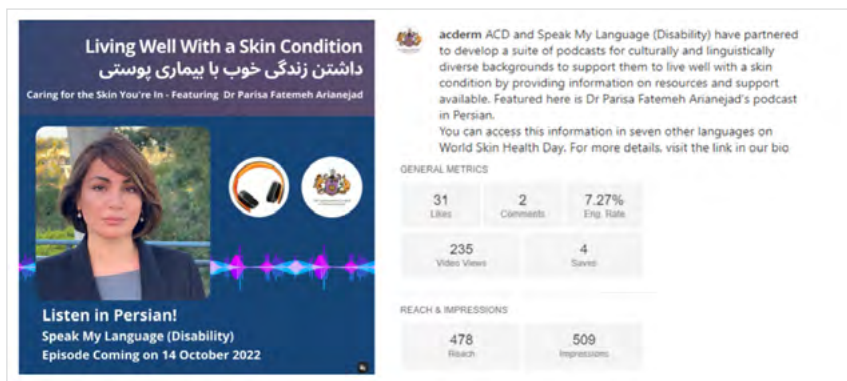 Living Well With a Skin Condition
داشتن زندگی خوب با بیماری پوستی
Caring for the Skin You're In - Featuring Dr Parisa Fatemeh Arianejad
Listen in Persian!
Speak My Language (Disability)
Episode Coming on 14 October 2022
acderm ACD and Speak My Language (Disability) have partnered
to develop a suite of podcasts for culturally and linguistically
diverse backgrounds to support them to live well with a skin
condition by providing information on resources and support
available. Featured here is Dr Parisa Fatemeh Arianejad's podcast
in Persian.
You can access this information in seven other languages on
World Skin Health Day. For more details, visit the link in our bio
GENERAL METRICS
31 2 7.27%
Likes Comments Eng. Rate
235 4
Video Views Saves
REACH & IMPRESSIONS
478 509
Reach Impressions